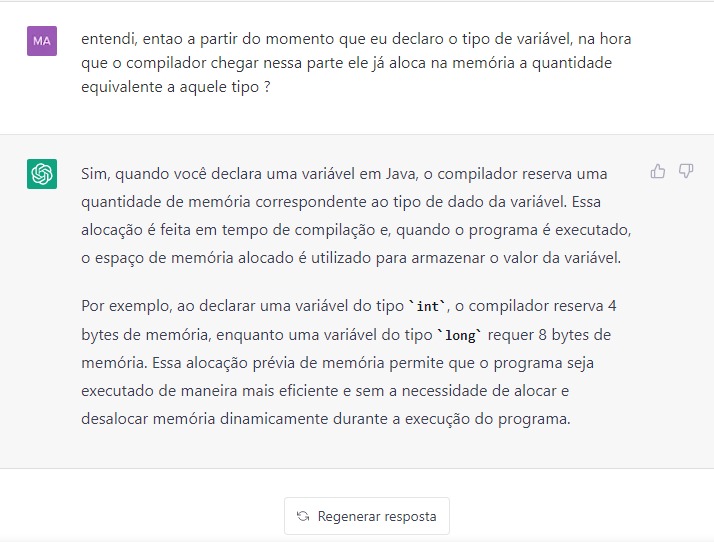 MA
entendi, entao a partir do momento que eu declaro o tipo de variável, na hora
que o compilador chegar nessa parte ele já aloca na memória a quantidade
equivalente a aquele tipo ?
Sim, quando você declara uma variável em Java, o compilador reserva uma
quantidade de memória correspondente ao tipo de dado da variável. Essa
alocação é feita em tempo de compilação e, quando o programa é executado,
o espaço de memória alocado é utilizado para armazenar o valor da variável.
Por exemplo, ao declarar uma variável do tipo `int`, o compilador reserva 4
bytes de memória, enquanto uma variável do tipo `long` requer 8 bytes de
memória. Essa alocação prévia de memória permite que o programa seja
executado de maneira mais eficiente e sem a necessidade de alocar e
desalocar memória dinamicamente durante a execução do programa.
Regenerar resposta